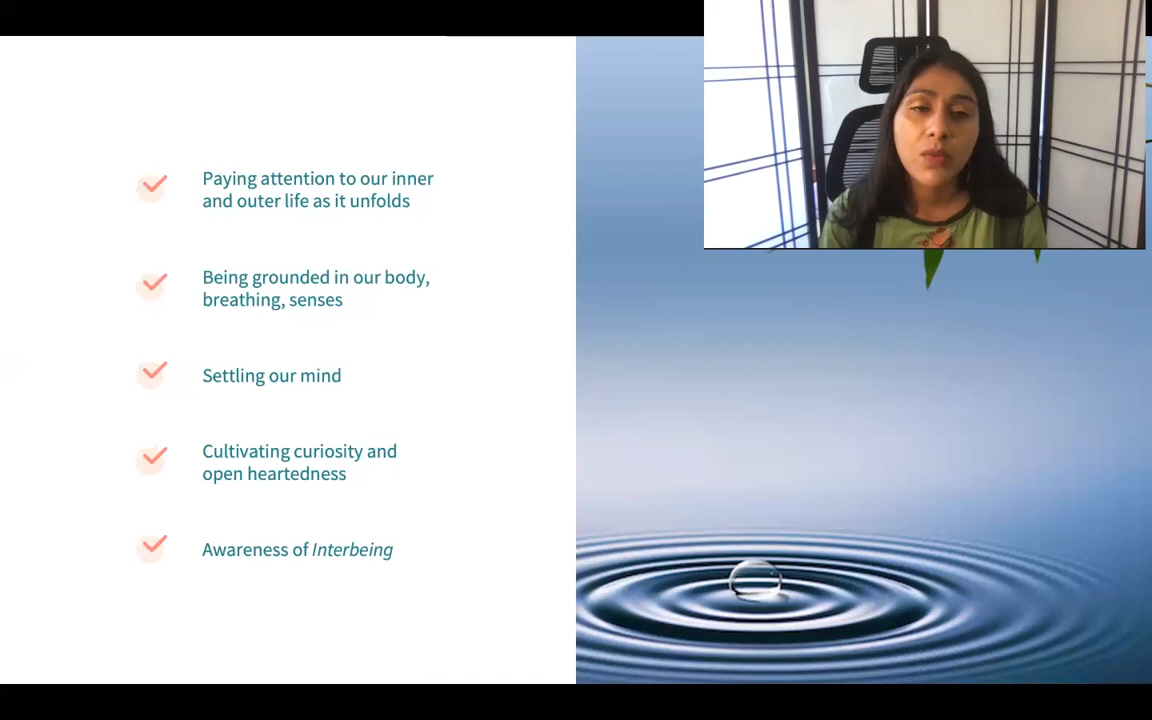 Paying attention to our inner
and outer life as it unfolds
Being grounded in our body,
breathing, senses
Settling our mind
Cultivating curiosity and
open heartedness
Awareness of Interbeing